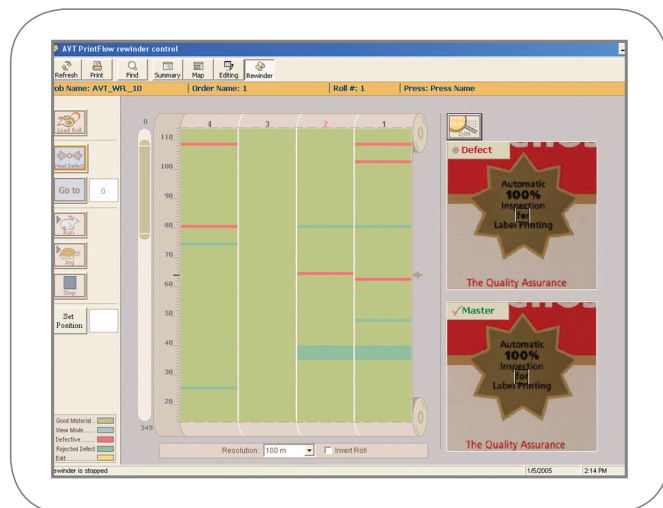 AVT PrintFlow rewinder control
Refresh Print Find Summary Map Editing Rewinder
ob Name: AVT_WFL_10 Order Name: 1 Roll #: 1 Press: Press Name
Load Roll
Next Defect
Go to 0
Run
Jog
Stop
Set
Position
Good Material...
View Mode.....
Defective........
Rejected Defect
Edit.............
0
349
4 3 2 1
110
100
90
80
70
60
50
40
30
20
Resolution: 100 m Invert Roll
Edit
Defect
Automatic
100%
Inspection
for
Label Printing
The Quality Assurance
Master
Automatic
100%
Inspection
for
Label Printing
The Quality Assurance
ewinder is stopped 1/5/2005 2:14 PM